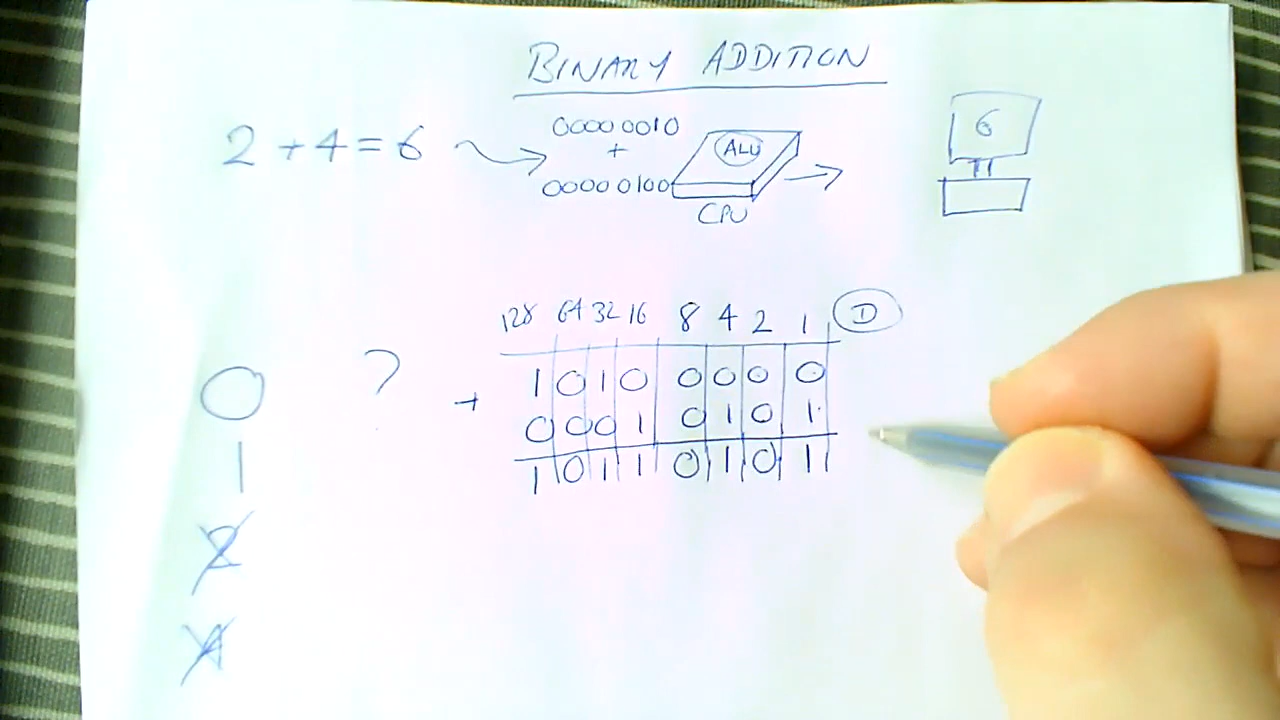 BINARY ADDITION
2 + 4 = 6
00000010
+
00000100
ALU
CPU
6
128 64 32 16 8 4 2 1 D
0 ? + 1 0 1 0 0 0 0 0
0 0 0 1 0 1 0 1
1 1 0 1 1 0 1 0 1
2